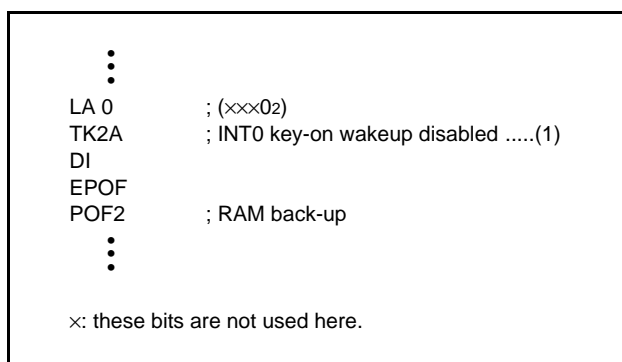 LA 0 ; (×××0₂)
TK2A ; INT0 key-on wakeup disabled .....(1)
DI
EPOF
POF2 ; RAM back-up
×: these bits are not used here.